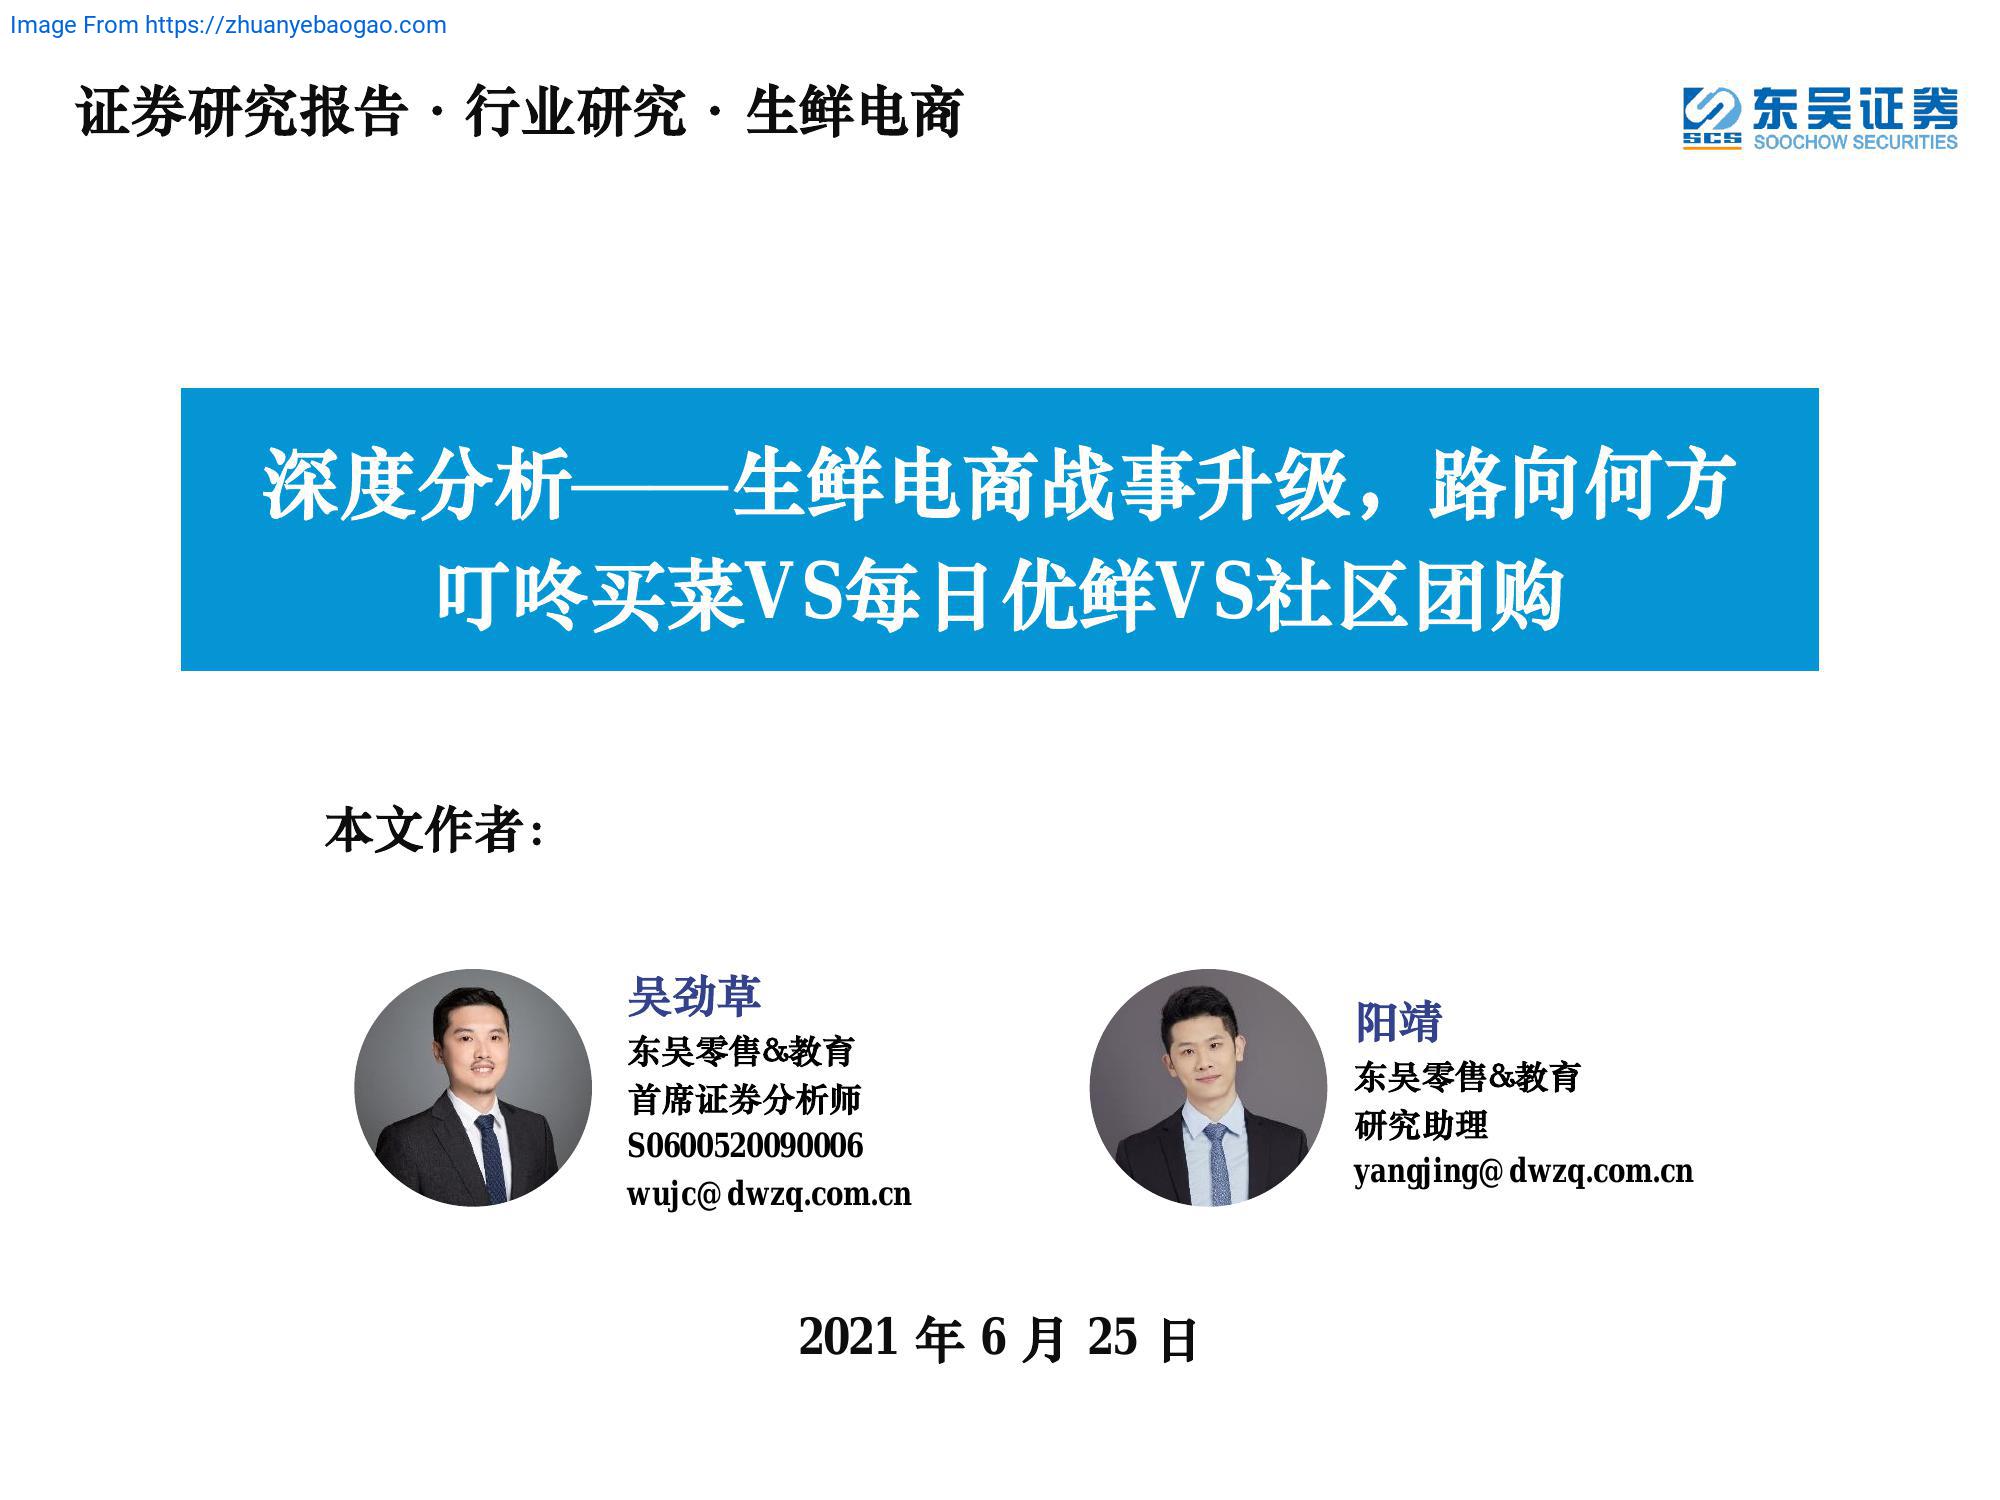 Image From https://zhuanyebaogao.com
证券研究报告 · 行业研究 · 生鲜电商
SCS
东吴证券
SOOCHOW SECURITIES
深度分析——生鲜电商战事升级，路向何方
叮咚买菜VS每日优鲜VS社区团购
本文作者：
吴劲草
东吴零售&教育
首席证券分析师
S0600520090006
wujc@dwzq.com.cn
阳靖
东吴零售&教育
研究助理
yangjing@dwzq.com.cn
2021 年 6 月 25 日